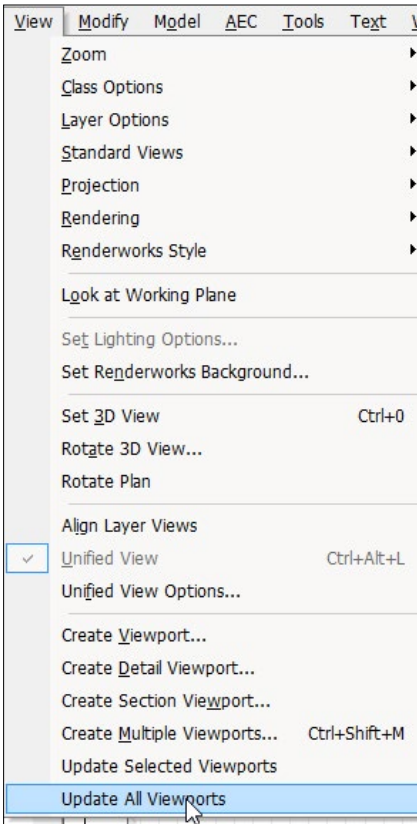 View Modify Model AEC Tools Text
Zoom
Class Options
Layer Options
Standard Views
Projection
Rendering
Renderworks Style
Look at Working Plane
Set Lighting Options...
Set Renderworks Background...
Set 3D View Ctrl+0
Rotate 3D View...
Rotate Plan
Align Layer Views
Unified View Ctrl+Alt+L
Unified View Options...
Create Viewport...
Create Detail Viewport...
Create Section Viewport...
Create Multiple Viewports... Ctrl+Shift+M
Update Selected Viewports
Update All Viewports